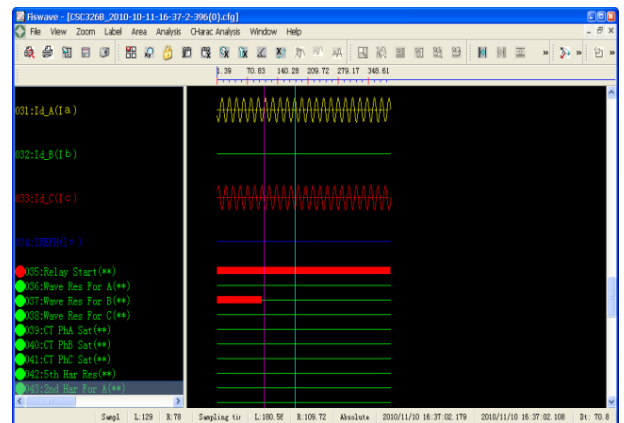 Fiswave - [CSC326B_2010-10-11-16-37-2-396(0).cfg]
File View Zoom Label Area Analysis CHarac Analysis Window Help
1.39 70.83 140.28 209.72 279.17 348.61
031:Id_A(Ia)
032:Id_B(Ib)
033:Id_C(Ic)
035:Relay Start(**)
036:Wave Res For A(**)
037:Wave Res For B(**)
038:Wave Res For C(**)
039:CT PhA Sat(**)
040:CT PhB Sat(**)
041:CT PhC Sat(**)
042:5th Har Res(**)
043:2nd Har For A(**)
Sampl L:129 R:78 Sampling tir L:180.5 R:109.72 Absolute 2010/11/10 16:37:02.179 2010/11/10 16:37:02.108 Dt: 70.8